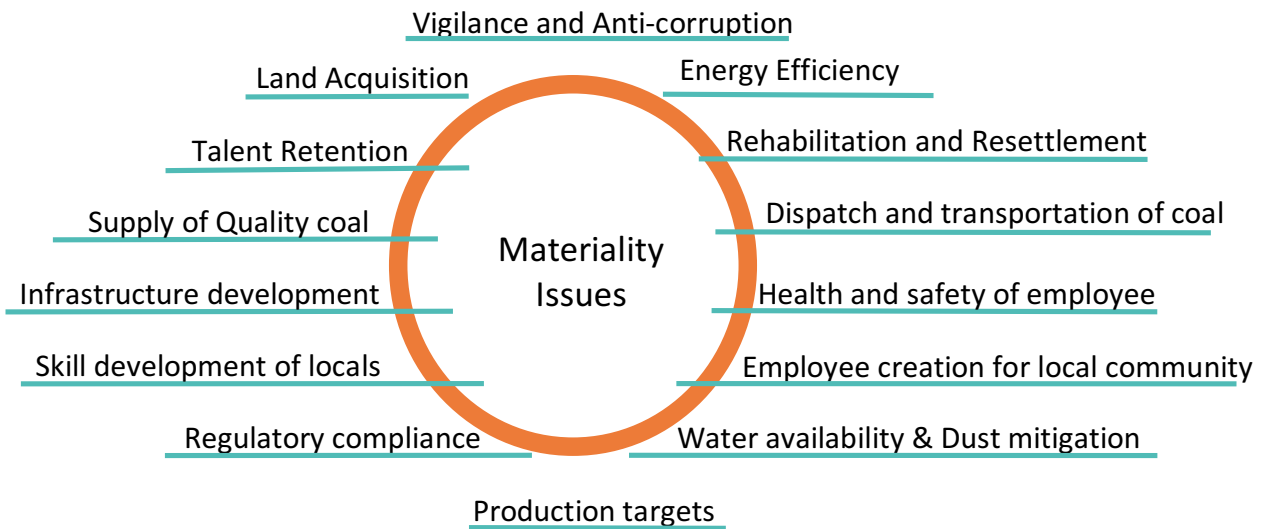 Vigilance and Anti-corruption
Land Acquisition
Energy Efficiency
Talent Retention
Rehabilitation and Resettlement
Supply of Quality coal
Dispatch and transportation of coal
Materiality
Issues
Infrastructure development
Health and safety of employee
Skill development of locals
Employee creation for local community
Regulatory compliance
Water availability & Dust mitigation
Production targets